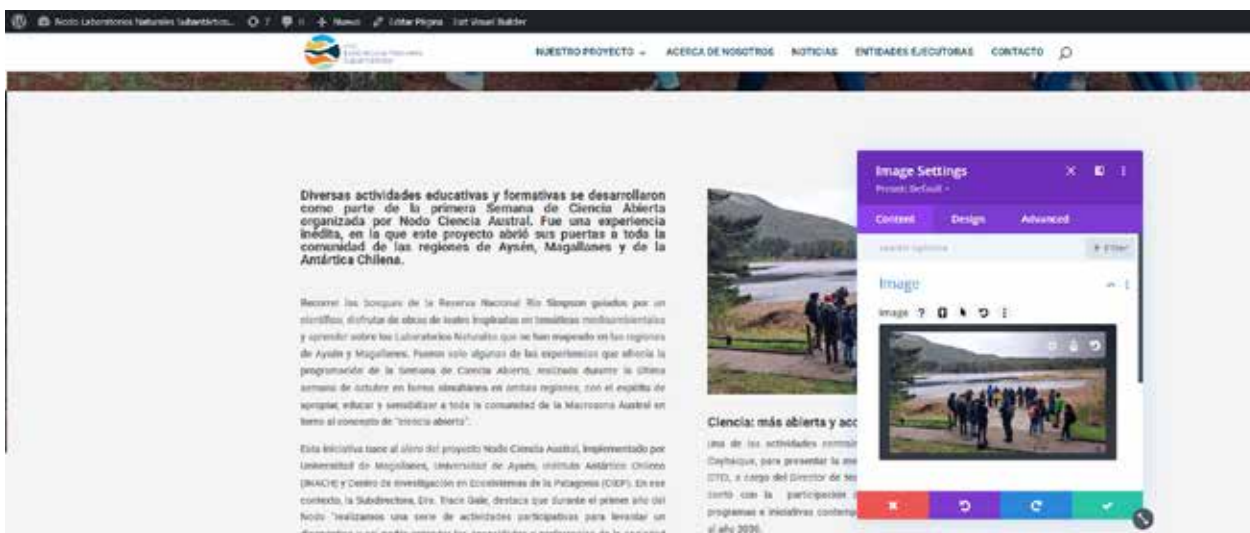 Nodo Laboratorios Naturales Subantártico... 7 0 Nuevo Editar Página Exit Visual Builder
NUESTRO PROYECTO ACERCA DE NOSOTROS NOTICIAS ENTIDADES EJECUTORAS CONTACTO
Diversas actividades educativas y formativas se desarrollaron
como parte de la primera Semana de Ciencia Abierta
organizada por Nodo Ciencia Austral. Fue una experiencia
inédita, en la que este proyecto abrió sus puertas a toda la
comunidad de las regiones de Aysén, Magallanes y de la
Antártica Chilena.
Recorrer los bosques de la Reserva Nacional Río Simpson guiados por un
científico, disfrutar de obras de teatro inspiradas en temáticas medioambientales
y aprender sobre los Laboratorios Naturales que se han mapeado en las regiones
de Aysén y Magallanes. Fueron solo algunas de las experiencias que ofrecía la
programación de la Semana de Ciencia Abierta, realizada durante la última
semana de octubre en forma simultánea en ambas regiones, con el espíritu de
apropiar, educar y sensibilizar a toda la comunidad de la Macrozona Austral en
torno al concepto de "ciencia abierta".
Esta iniciativa nace al alero del proyecto Nodo Ciencia Austral, implementado por
Universidad de Magallanes, Universidad de Aysén, Instituto Antártico Chileno
(INACH) y Centro de Investigación en Ecosistemas de la Patagonia (CIEP). En ese
contexto, la Subdirectora, Dra. Trace Gale, destaca que durante el primer año del
Nodo "realizamos una serie de actividades participativas para levantar un
Ciencia: más abierta y acc
Una de las actividades
Coyhaique, para presentar la
CTCI, a cargo del Director de
contó con la participación
programas e iniciativas
al año 2030.
Image Settings
Preset: Default
Content Design Advanced
search options Filter
Image
Image ?